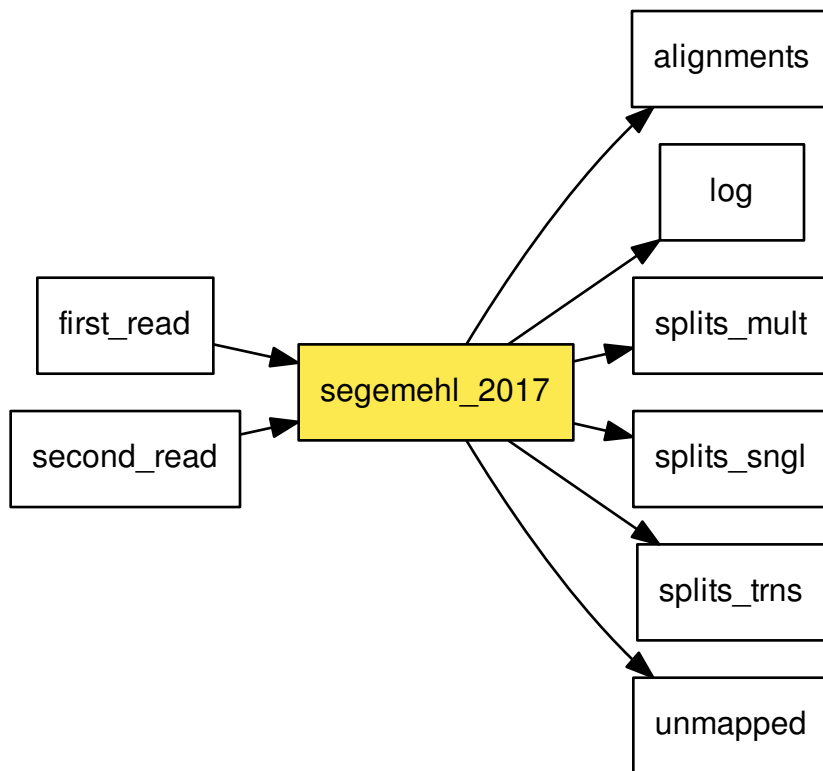 alignments
log
first_read
splits_mult
segemehl_2017
second_read
splits_sngl
splits_trns
unmapped